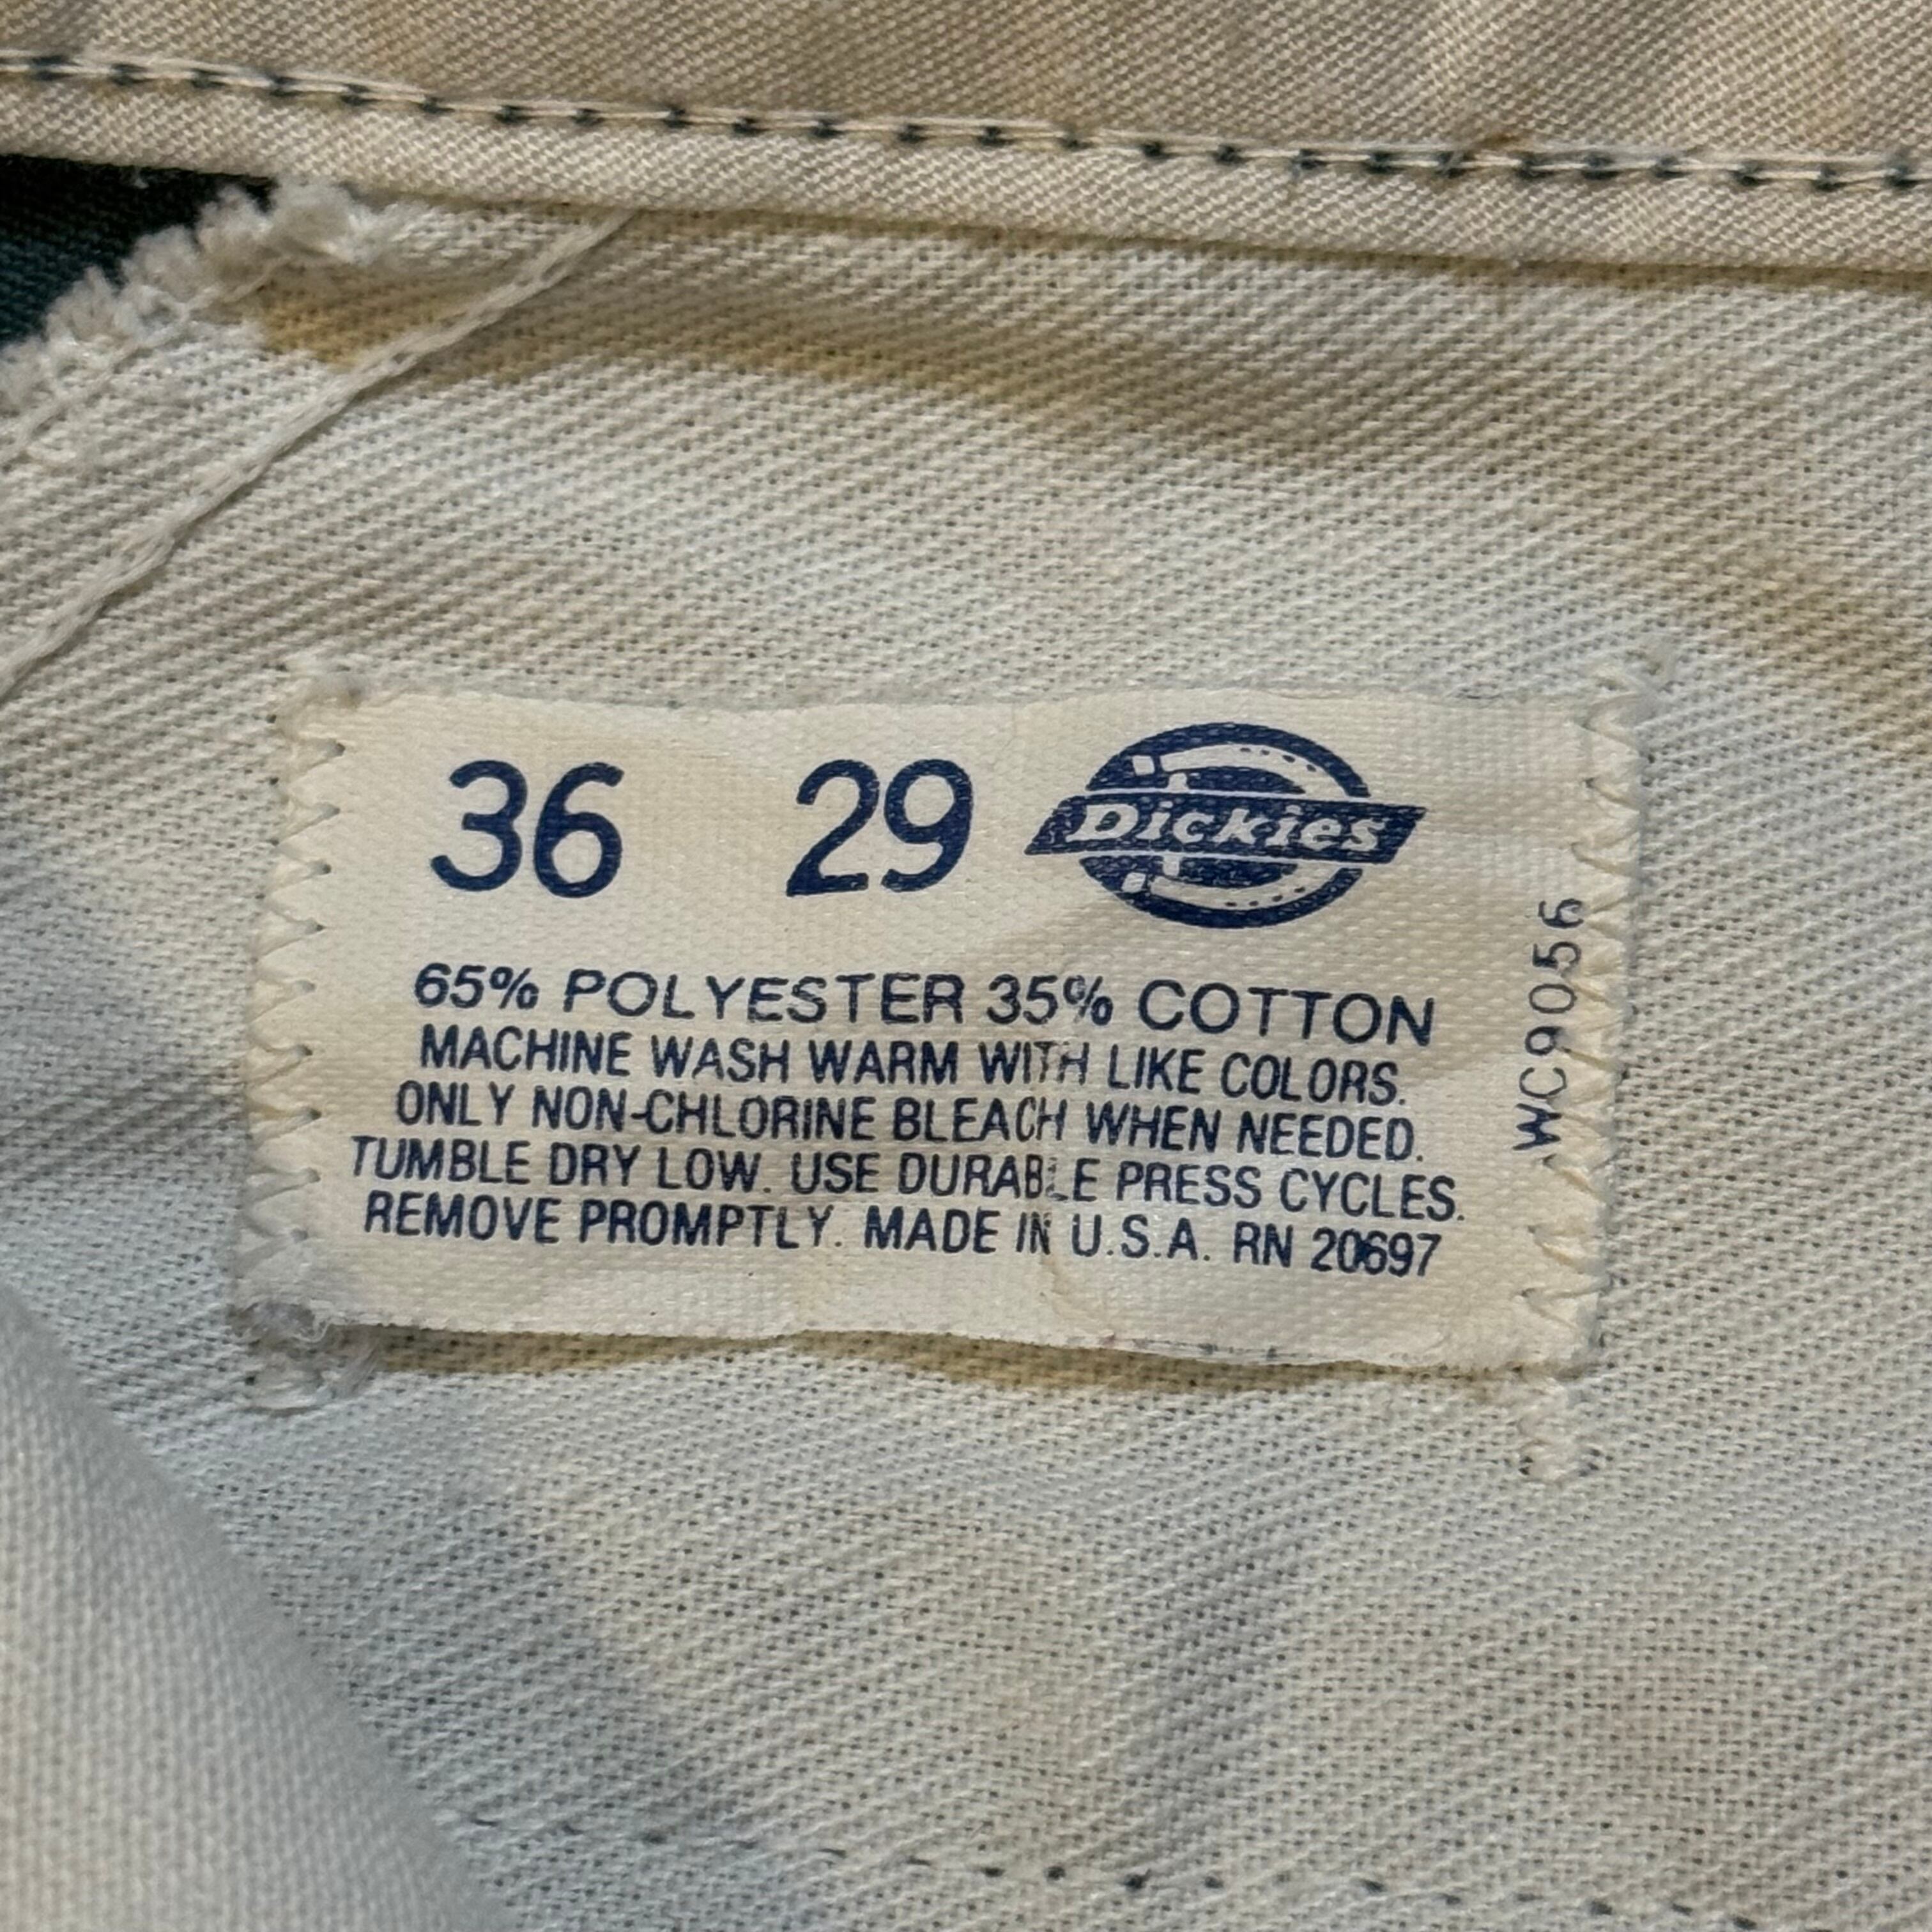 36 29 Dickies
65% POLYESTER 35% COTTON
MACHINE WASH WARM WITH LIKE COLORS.
ONLY NON-CHLORINE BLEACH WHEN NEEDED.
TUMBLE DRY LOW. USE DURABLE PRESS CYCLES.
REMOVE PROMPTLY. MADE IN U.S.A. RN 20697
WC9056